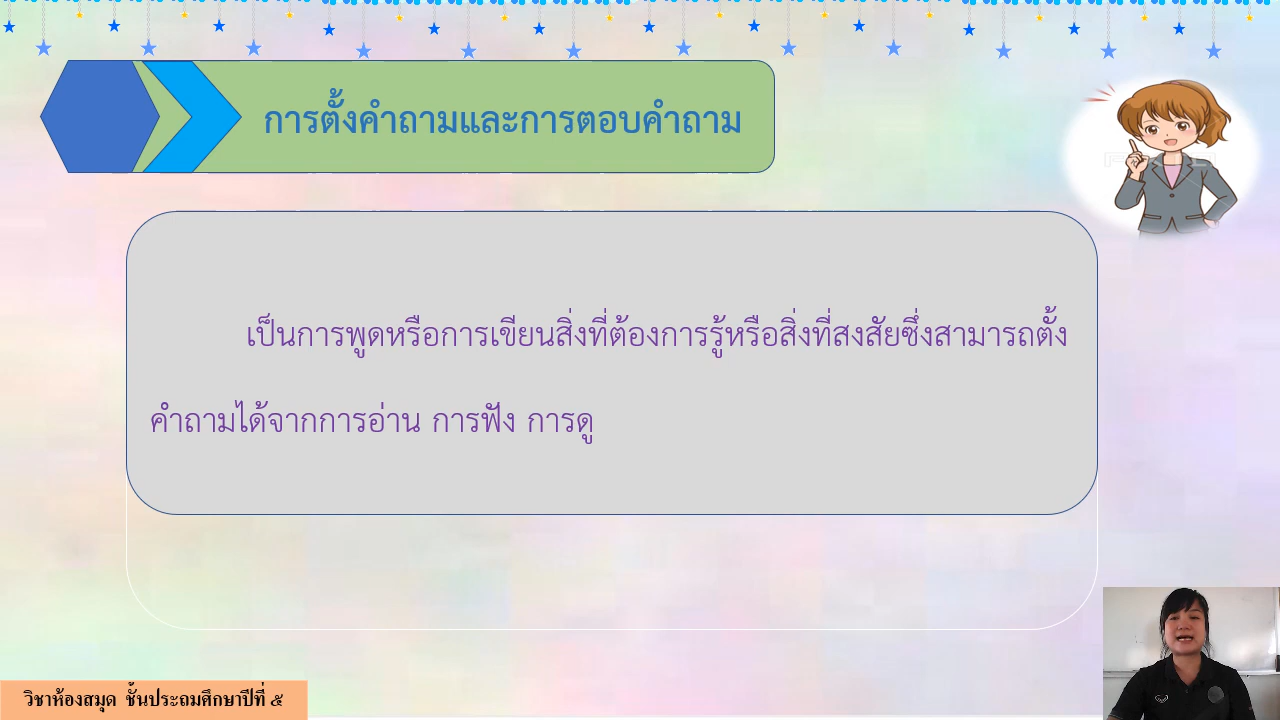 การตั้งคำถามและการตอบคำถาม
เป็นการพูดหรือการเขียนสิ่งที่ต้องการรู้หรือสิ่งที่สงสัยซึ่งสามารถตั้ง
คำถามได้จากการอ่าน การฟัง การดู
วิชาห้องสมุด ชั้นประถมศึกษาปีที่ ๕